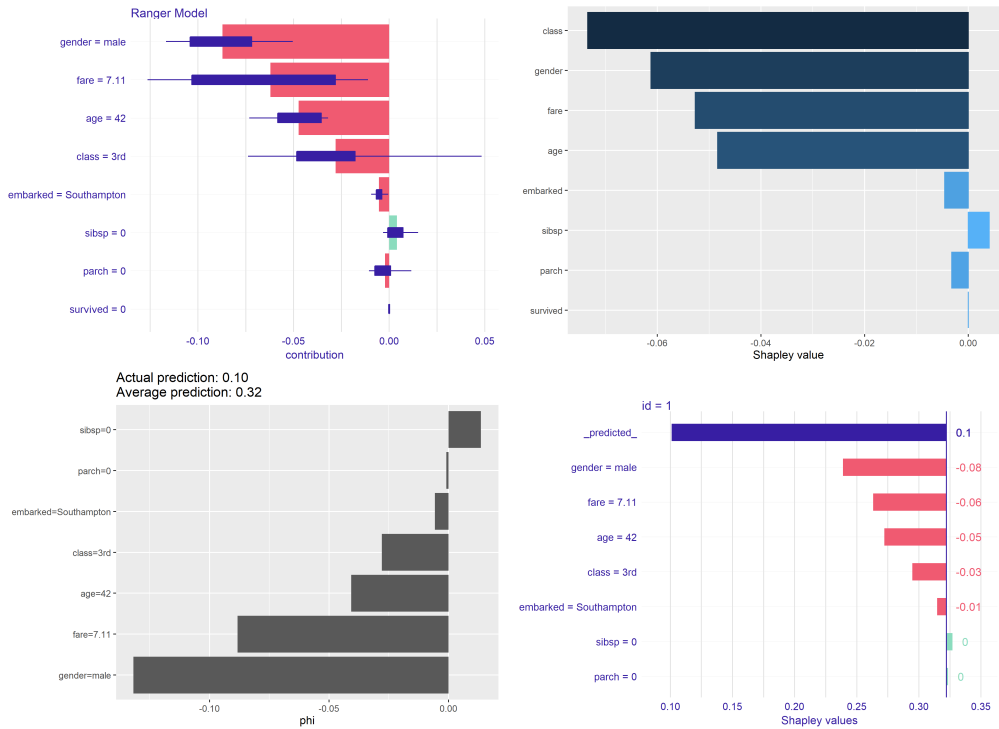 Ranger Model
gender = male
fare = 7.11
age = 42
class = 3rd
embarked = Southampton
sibsp = 0
parch = 0
survived = 0
-0.10 -0.05 0.00 0.05
contribution
class
gender
fare
age
embarked
sibsp
parch
survived
-0.06 -0.04 -0.02 0.00
Shapley value
Actual prediction: 0.10
Average prediction: 0.32
sibsp=0
parch=0
embarked=Southampton
class=3rd
age=42
fare=7.11
gender=male
-0.10 -0.05 0.00
phi
id = 1
_predicted_ 0.1
gender = male -0.08
fare = 7.11 -0.06
age = 42 -0.05
class = 3rd -0.03
embarked = Southampton -0.01
sibsp = 0 0
parch = 0 0
0.10 0.15 0.20 0.25 0.30 0.35
Shapley values